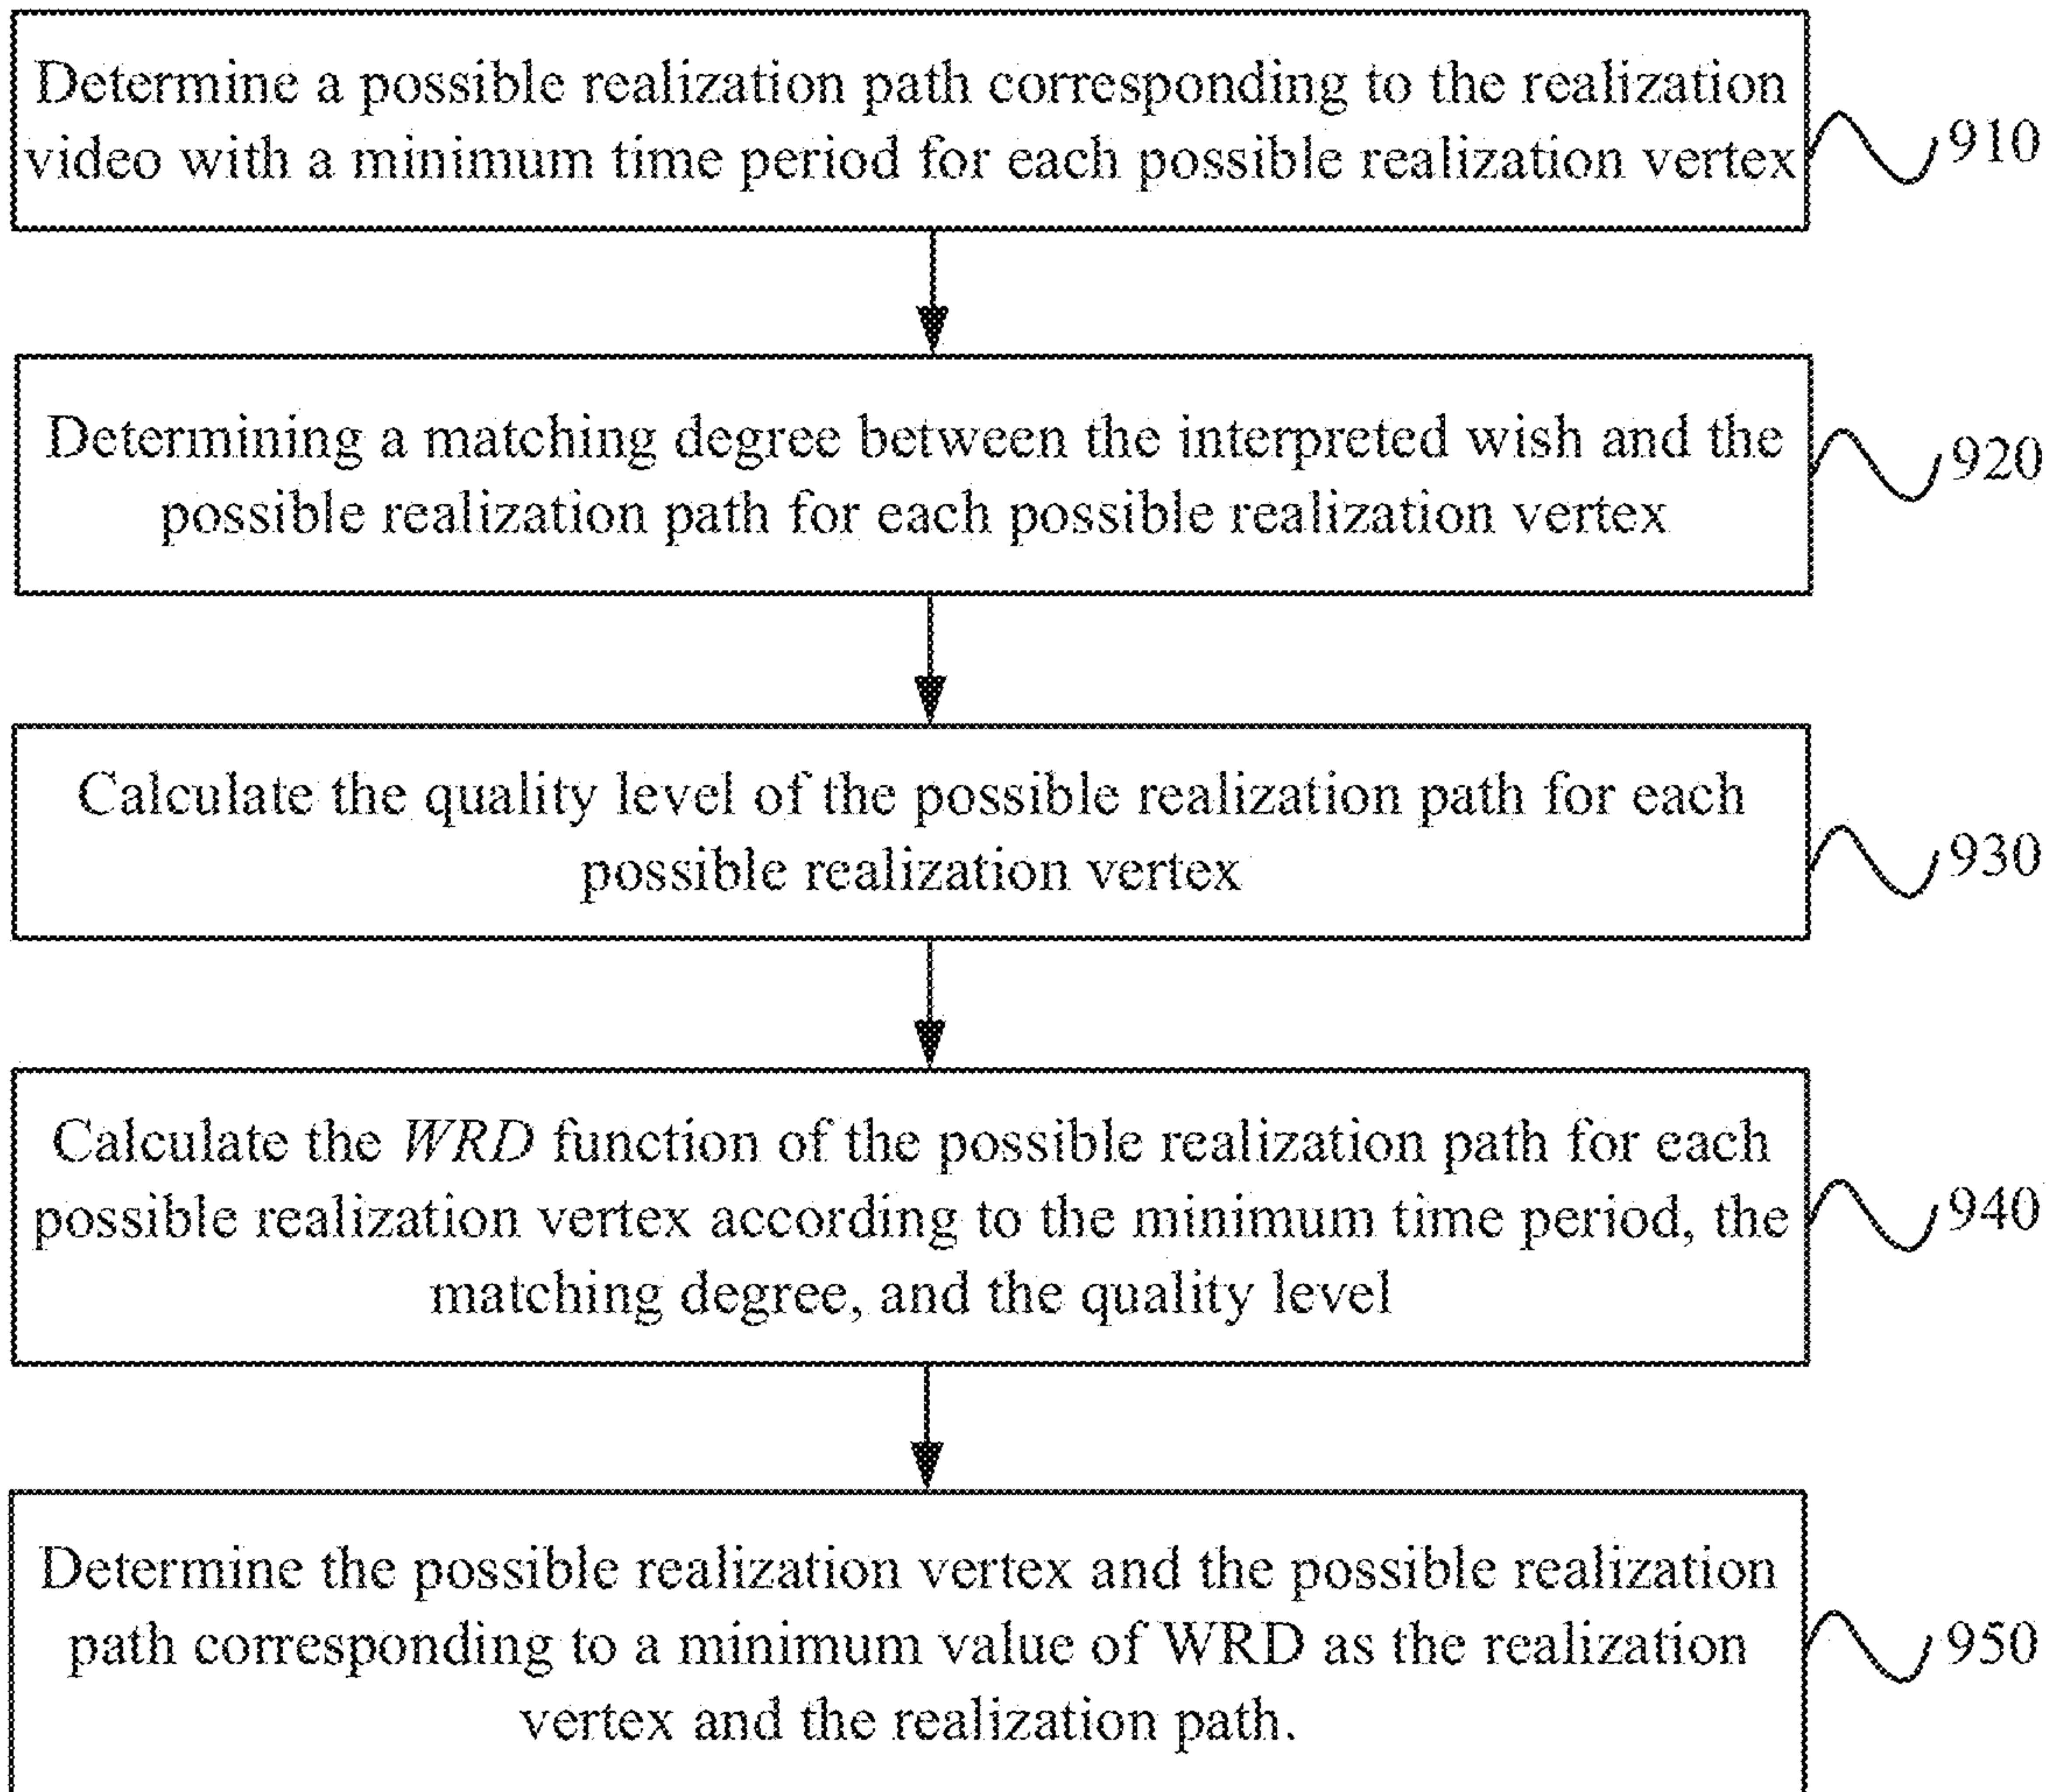 Determine a possible realization path corresponding to the realization
video with a minimum time period for each possible realization vertex
910
Determining a matching degree between the interpreted wish and the
possible realization path for each possible realization vertex
920
Calculate the quality level of the possible realization path for each
possible realization vertex
930
Calculate the WRD function of the possible realization path for each
possible realization vertex according to the minimum time period, the
matching degree, and the quality level
940
Determine the possible realization vertex and the possible realization
path corresponding to a minimum value of WRD as the realization
vertex and the realization path.
950